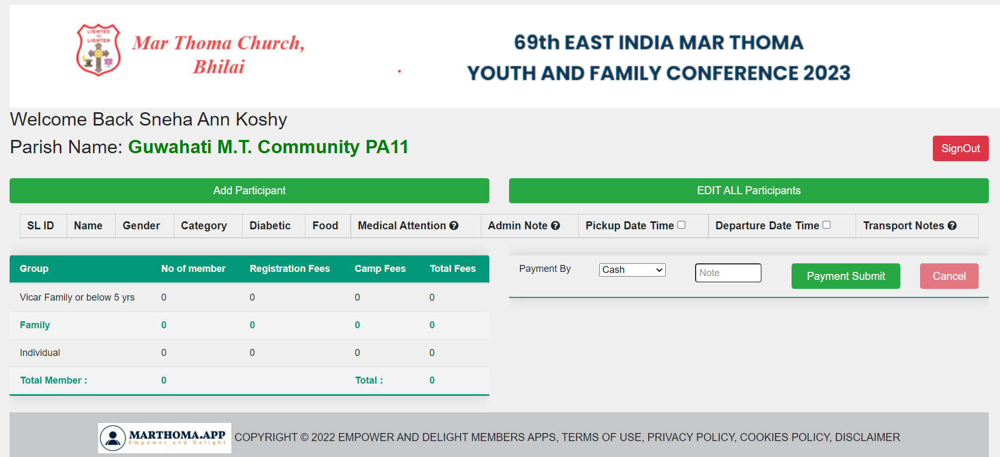 LIGHTED
TO
LIGHTEN
Mar Thoma Church,
Bhilai
69th EAST INDIA MAR THOMA
YOUTH AND FAMILY CONFERENCE 2023
Welcome Back Sneha Ann Koshy
Parish Name: Guwahati M.T. Community PA11
SignOut
Add Participant
EDIT ALL Participants
SL ID Name Gender Category Diabetic Food Medical Attention Admin Note Pickup Date Time Departure Date Time Transport Notes
Group No of member Registration Fees Camp Fees Total Fees
Vicar Family or below 5 yrs 0 0 0 0
Family 0 0 0 0
Individual 0 0 0 0
Total Member : 0 Total : 0
Payment By Cash Note Payment Submit Cancel
MARTHOMA.APP
Empower and Delight
COPYRIGHT © 2022 EMPOWER AND DELIGHT MEMBERS APPS, TERMS OF USE, PRIVACY POLICY, COOKIES POLICY, DISCLAIMER